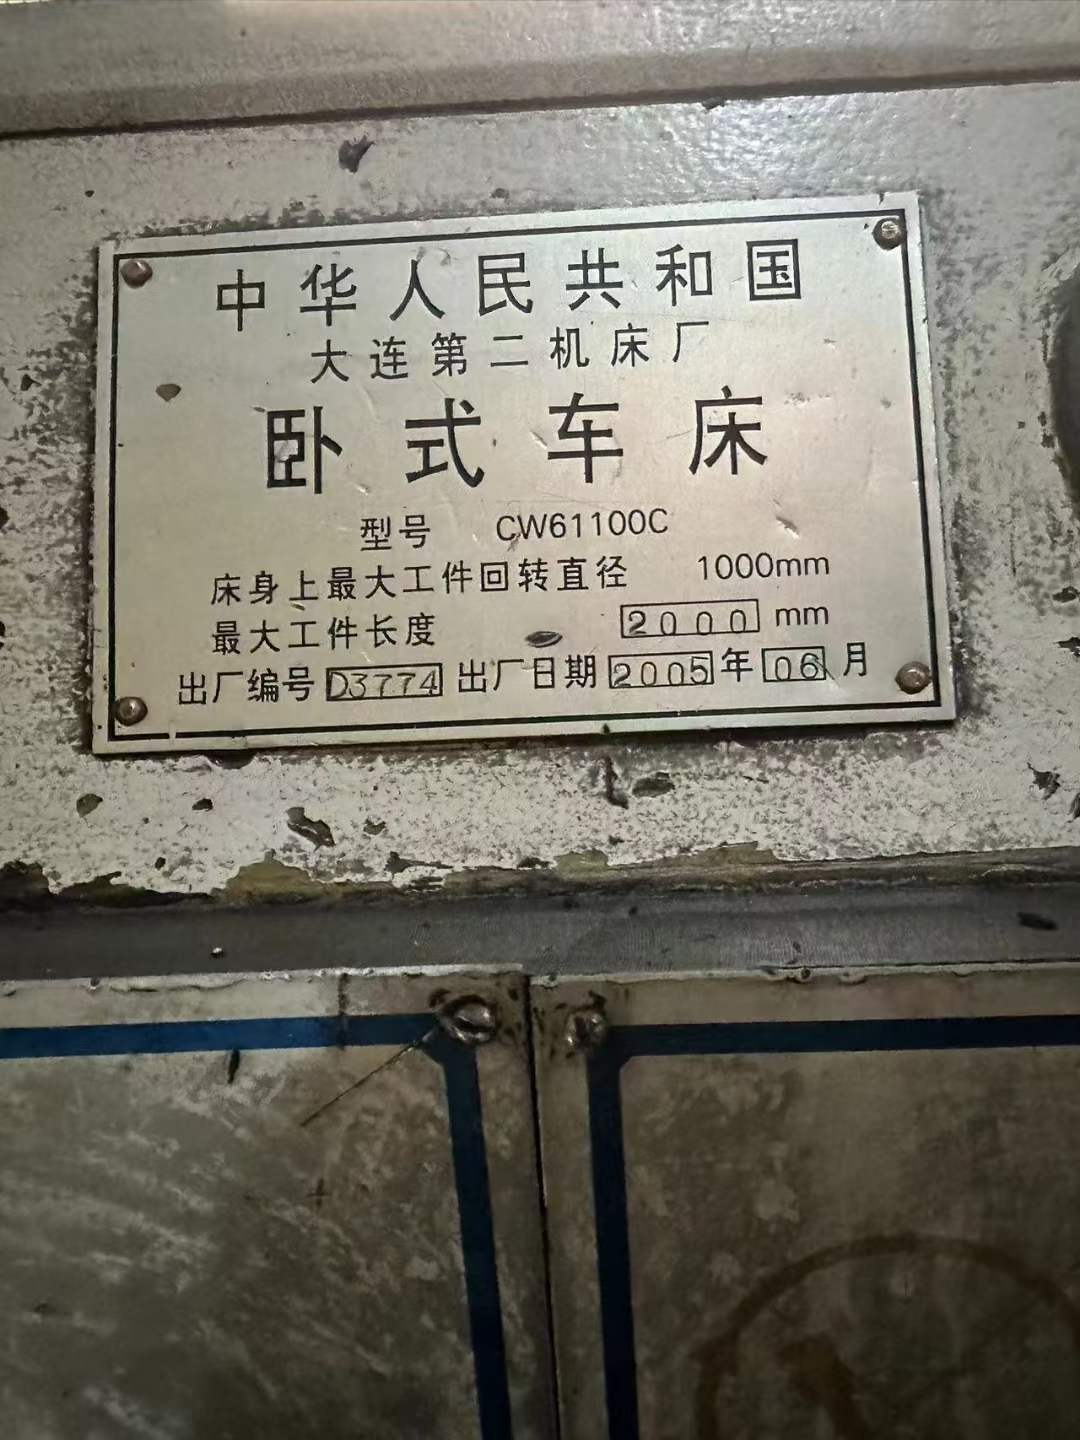 中华人民共和国
大连第二机床厂
卧式车床
型号 CW61100C
床身上最大工件回转直径 1000mm
最大工件长度 2000 mm
出厂编号 D3774 出厂日期 2005 年 06 月